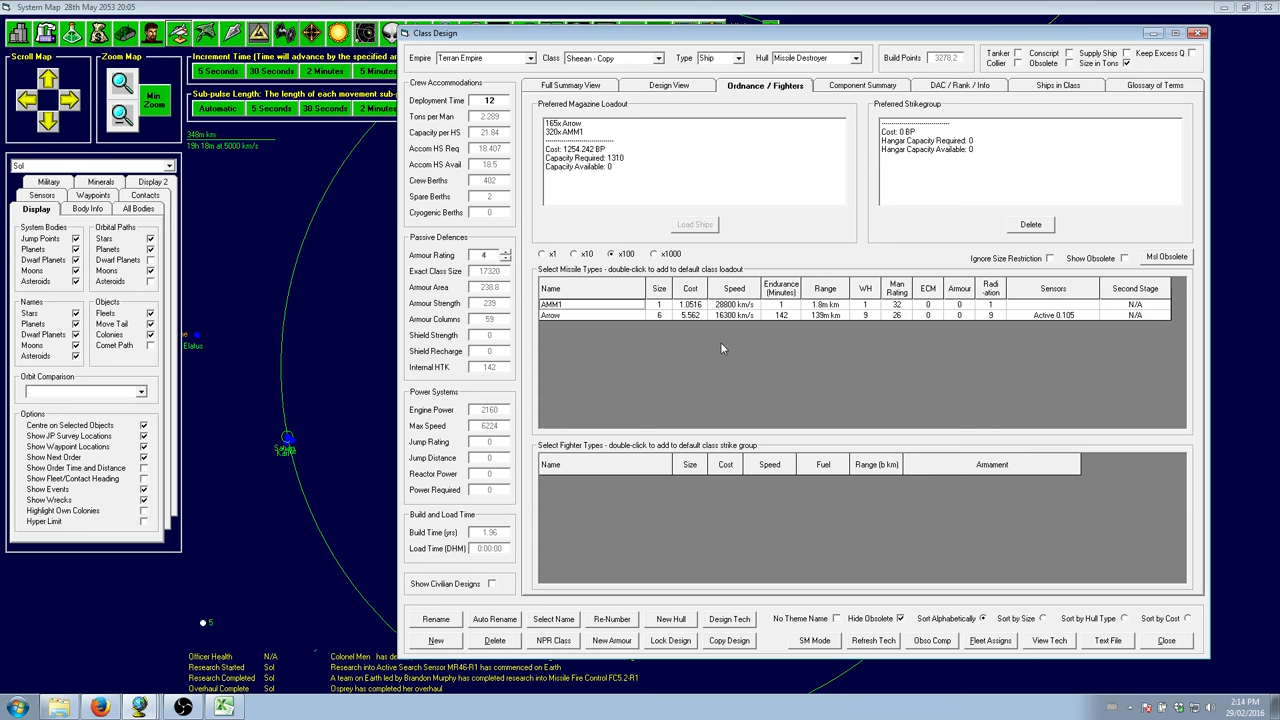 System Map 28th May 2053 20:05
Scroll Map
Zoom Map
Min
Zoom
Increment Time (Time will advance by the specified an
5 Seconds
30 Seconds
2 Minutes
5 Minut
Sub-pulse Length: The length of each movement sub-p
Automatic
5 Seconds
30 Seconds
2 Minut
348m km
19h 18m at 5000 km/s
Sol
Military
Minerals
Display 2
Sensors
Waypoints
Contacts
Display
Body Info
All Bodies
System Bodies
Jump Points
Planets
Dwarf Planets
Moons
Asteroids
Orbital Paths
Stars
Planets
Dwarf Planets
Moons
Asteroids
Names
Stars
Planets
Dwarf Planets
Moons
Asteroids
Objects
Fleets
Move Tail
Colonies
Comet Path
Orbit Comparison
Options
Centre on Selected Objects
Show JP Survey Locations
Show Waypoint Locations
Show Next Order
Show Order Time and Distance
Show Fleet/Contact Heading
Show Events
Show Wrecks
Highlight Own Colonies
Hyper Limit
Elatus
5
Officer Health N/A Colonel Men has de
Research Started Sol Research into Active Search Sensor MR46-R1 has commenced on Earth
Research Completed Sol A team on Earth led by Brandon Murphy has completed research into Missile Fire Control FC5.2-R1
Overhaul Complete Sol Osprey has completed her overhaul
Class Design
Empire Terran Empire
Class Sheean - Copy
Type Ship
Hull Missile Destroyer
Build Points 3278.2
Tanker
Conscript
Supply Ship
Keep Excess Q
Collier
Obsolete
Size in Tons
Crew Accommodations
Deployment Time 12
Tons per Man 2.289
Capacity per HS 21.84
Accom HS Req 18.407
Accom HS Avail 18.5
Crew Berths 402
Spare Berths 2
Cryogenic Berths 0
Passive Defences
Armour Rating 4
Exact Class Size 17320
Armour Area 238.8
Armour Strength 239
Armour Columns 59
Shield Strength 0
Shield Recharge 0
Internal HTK 142
Power Systems
Engine Power 2160
Max Speed 6224
Jump Rating 0
Jump Distance 0
Reactor Power 0
Power Required 0
Build and Load Time
Build Time (yrs) 1.96
Load Time (DHM) 0:00:00
Show Civilian Designs
Full Summary View
Design View
Ordnance / Fighters
Component Summary
DAC / Rank / Info
Ships in Class
Glossary of Terms
Preferred Magazine Loadout
165x Arrow
320x AMM1
Cost: 1254.242 BP
Capacity Required: 1310
Capacity Available: 0
Load Ships
Preferred Strikegroup
Cost: 0 BP
Hangar Capacity Required: 0
Hangar Capacity Available: 0
Delete
x1
x10
x100
x1000
Ignore Size Restriction
Show Obsolete
Msl Obsolete
Select Missile Types - double-click to add to default class loadout
Name Size Cost Speed Endurance (Minutes) Range WH Man Rating ECM Armour Radi -ation Sensors Second Stage
AMM1 1 1.0516 28800 km/s 1 1.8m km 1 32 0 0 1 N/A
Arrow 6 5.562 16300 km/s 142 139m km 9 26 0 0 9 Active 0.105 N/A
Select Fighter Types - double-click to add to default class strike group
Name Size Cost Speed Fuel Range (b km) Armament
Rename
Auto Rename
Select Name
Re-Number
New Hull
Design Tech
No Theme Name
Hide Obsolete
Sort Alphabetically
Sort by Size
Sort by Hull Type
Sort by Cost
New
Delete
NPR Class
New Armour
Lock Design
Copy Design
SM Mode
Refresh Tech
Obso Comp
Fleet Assigns
View Tech
Text File
Close
2:14 PM
29/02/2016